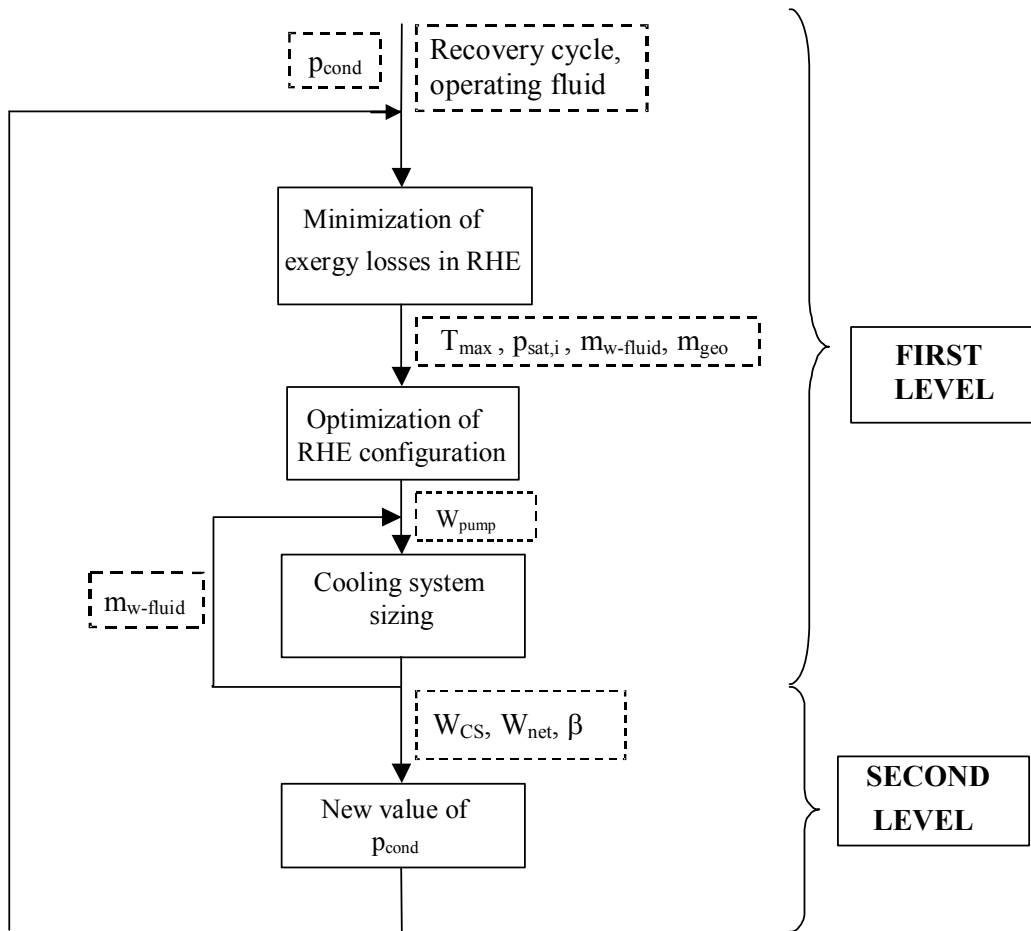 p_cond
Recovery cycle,
operating fluid
Minimization of
exergy losses in RHE
T_max , p_sat,i , m_w-fluid, m_geo
FIRST
LEVEL
Optimization of
RHE configuration
W_pump
Cooling system
sizing
m_w-fluid
W_CS, W_net, β
SECOND
LEVEL
New value of
p_cond